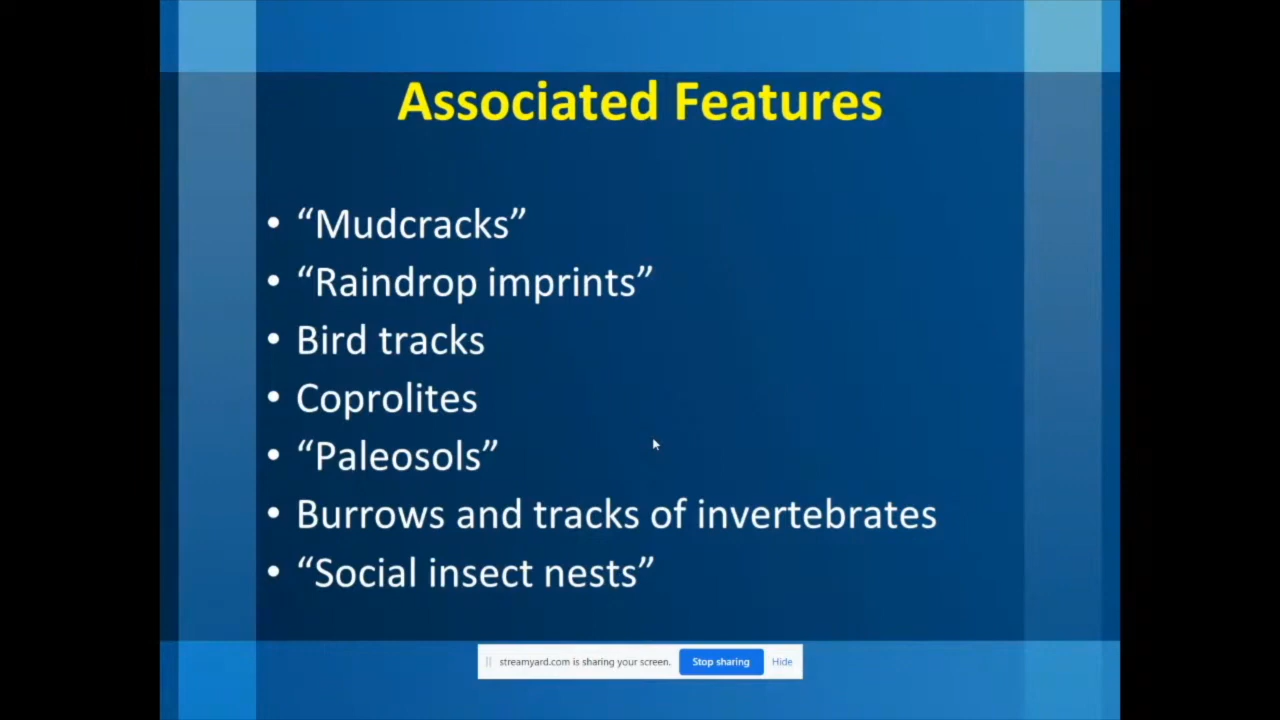 Associated Features
• “Mudcracks”
• “Raindrop imprints”
• Bird tracks
• Coprolites
• “Paleosols”
• Burrows and tracks of invertebrates
• “Social insect nests”
streamyard.com is sharing your screen. Stop sharing Hide